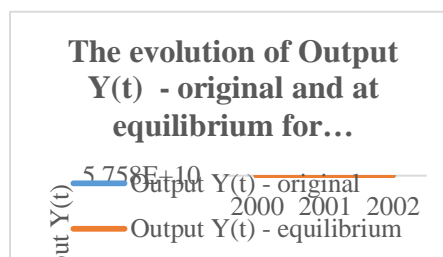 The evolution of Output
Y(t) - original and at
equilibrium for…
5.758E+10
Output Y(t) - original
2000 2001 2002
Output Y(t) - equilibrium
Y(t)